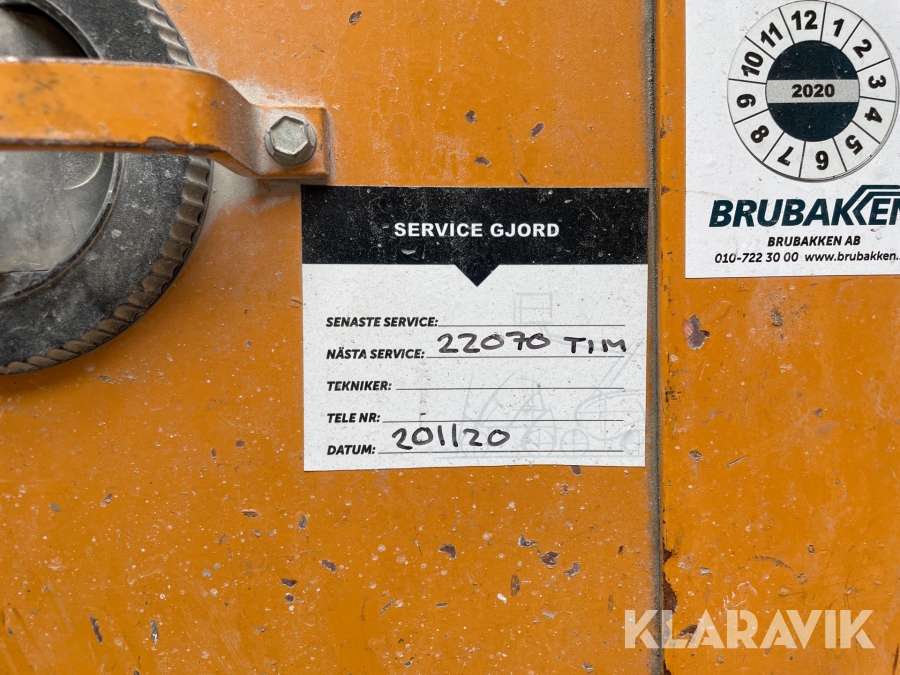 SERVICE GJORD
SENASTE SERVICE:
NÄSTA SERVICE: 22070 TIM
TEKNIKER:
TELE NR:
DATUM: 201120
12 1 2 3 4 5 6 7 8 9 10 11
2020
BRUBAKKEN
BRUBAKKEN AB
010-722 30 00 www.brubakken.
KLARAVIK